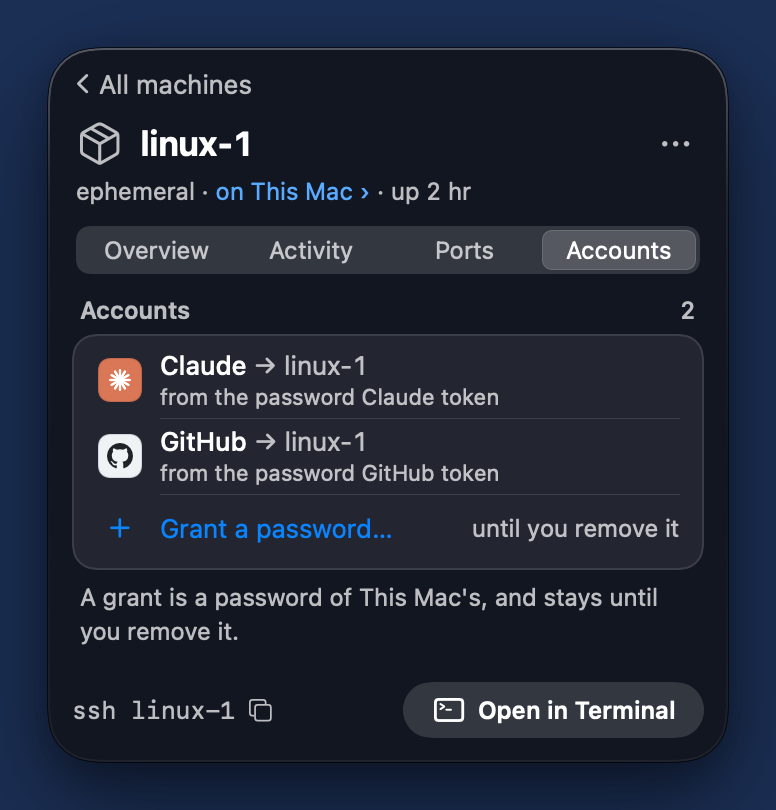 All machines
linux-1
ephemeral · on This Mac › · up 2 hr
Overview Activity Ports Accounts
Accounts 2
Claude → linux-1
from the password Claude token
GitHub → linux-1
from the password GitHub token
+ Grant a password... until you remove it
A grant is a password of This Mac's, and stays until
you remove it.
ssh linux-1 Open in Terminal